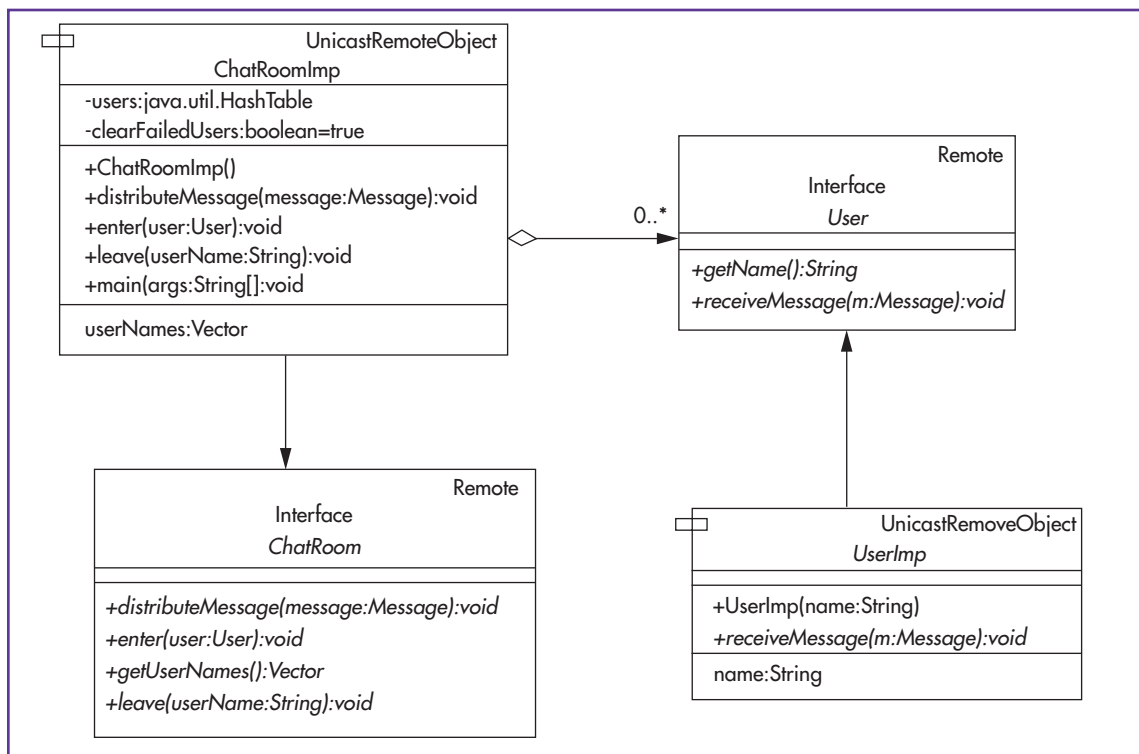 UnicastRemoteObject
ChatRoomImp
-users:java.util.HashTable
-clearFailedUsers:boolean=true
+ChatRoomImp()
+distributeMessage(message:Message):void
+enter(user:User):void
+leave(userName:String):void
+main(args:String[]:void
userNames:Vector
0..*
Remote
Interface
User
+getName():String
+receiveMessage(m:Message):void
Remote
Interface
ChatRoom
+distributeMessage(message:Message):void
+enter(user:User):void
+getUserNames():Vector
+leave(userName:String):void
UnicastRemoveObject
UserImp
+UserImp(name:String)
+receiveMessage(m:Message):void
name:String